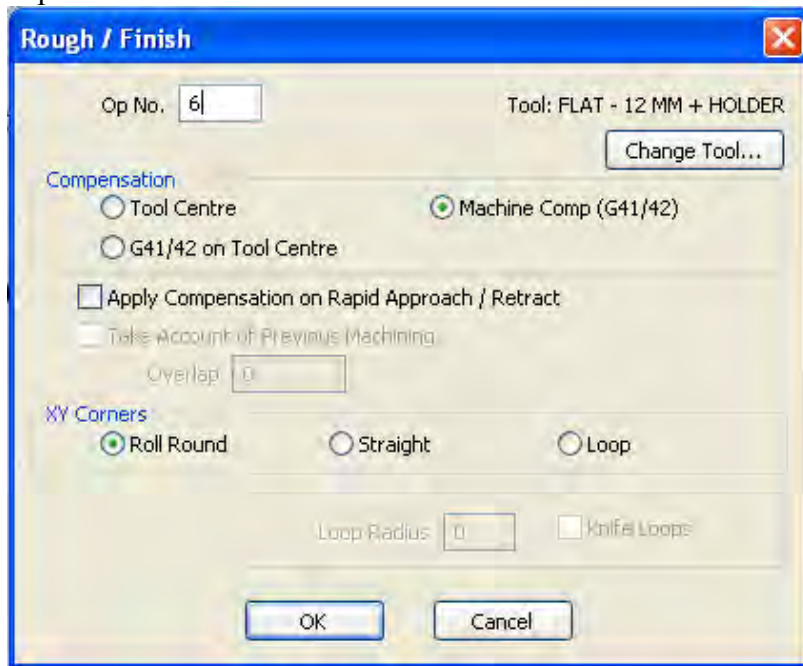 Rough / Finish
Op No. 6 Tool: FLAT - 12 MM + HOLDER
Change Tool...
Compensation
Tool Centre Machine Comp (G41/42)
G41/42 on Tool Centre
Apply Compensation on Rapid Approach / Retract
Take Account of Previous Machining
Overlap 0
XY Corners
Roll Round Straight Loop
Loop Radius 0 Knife Loops
OK Cancel